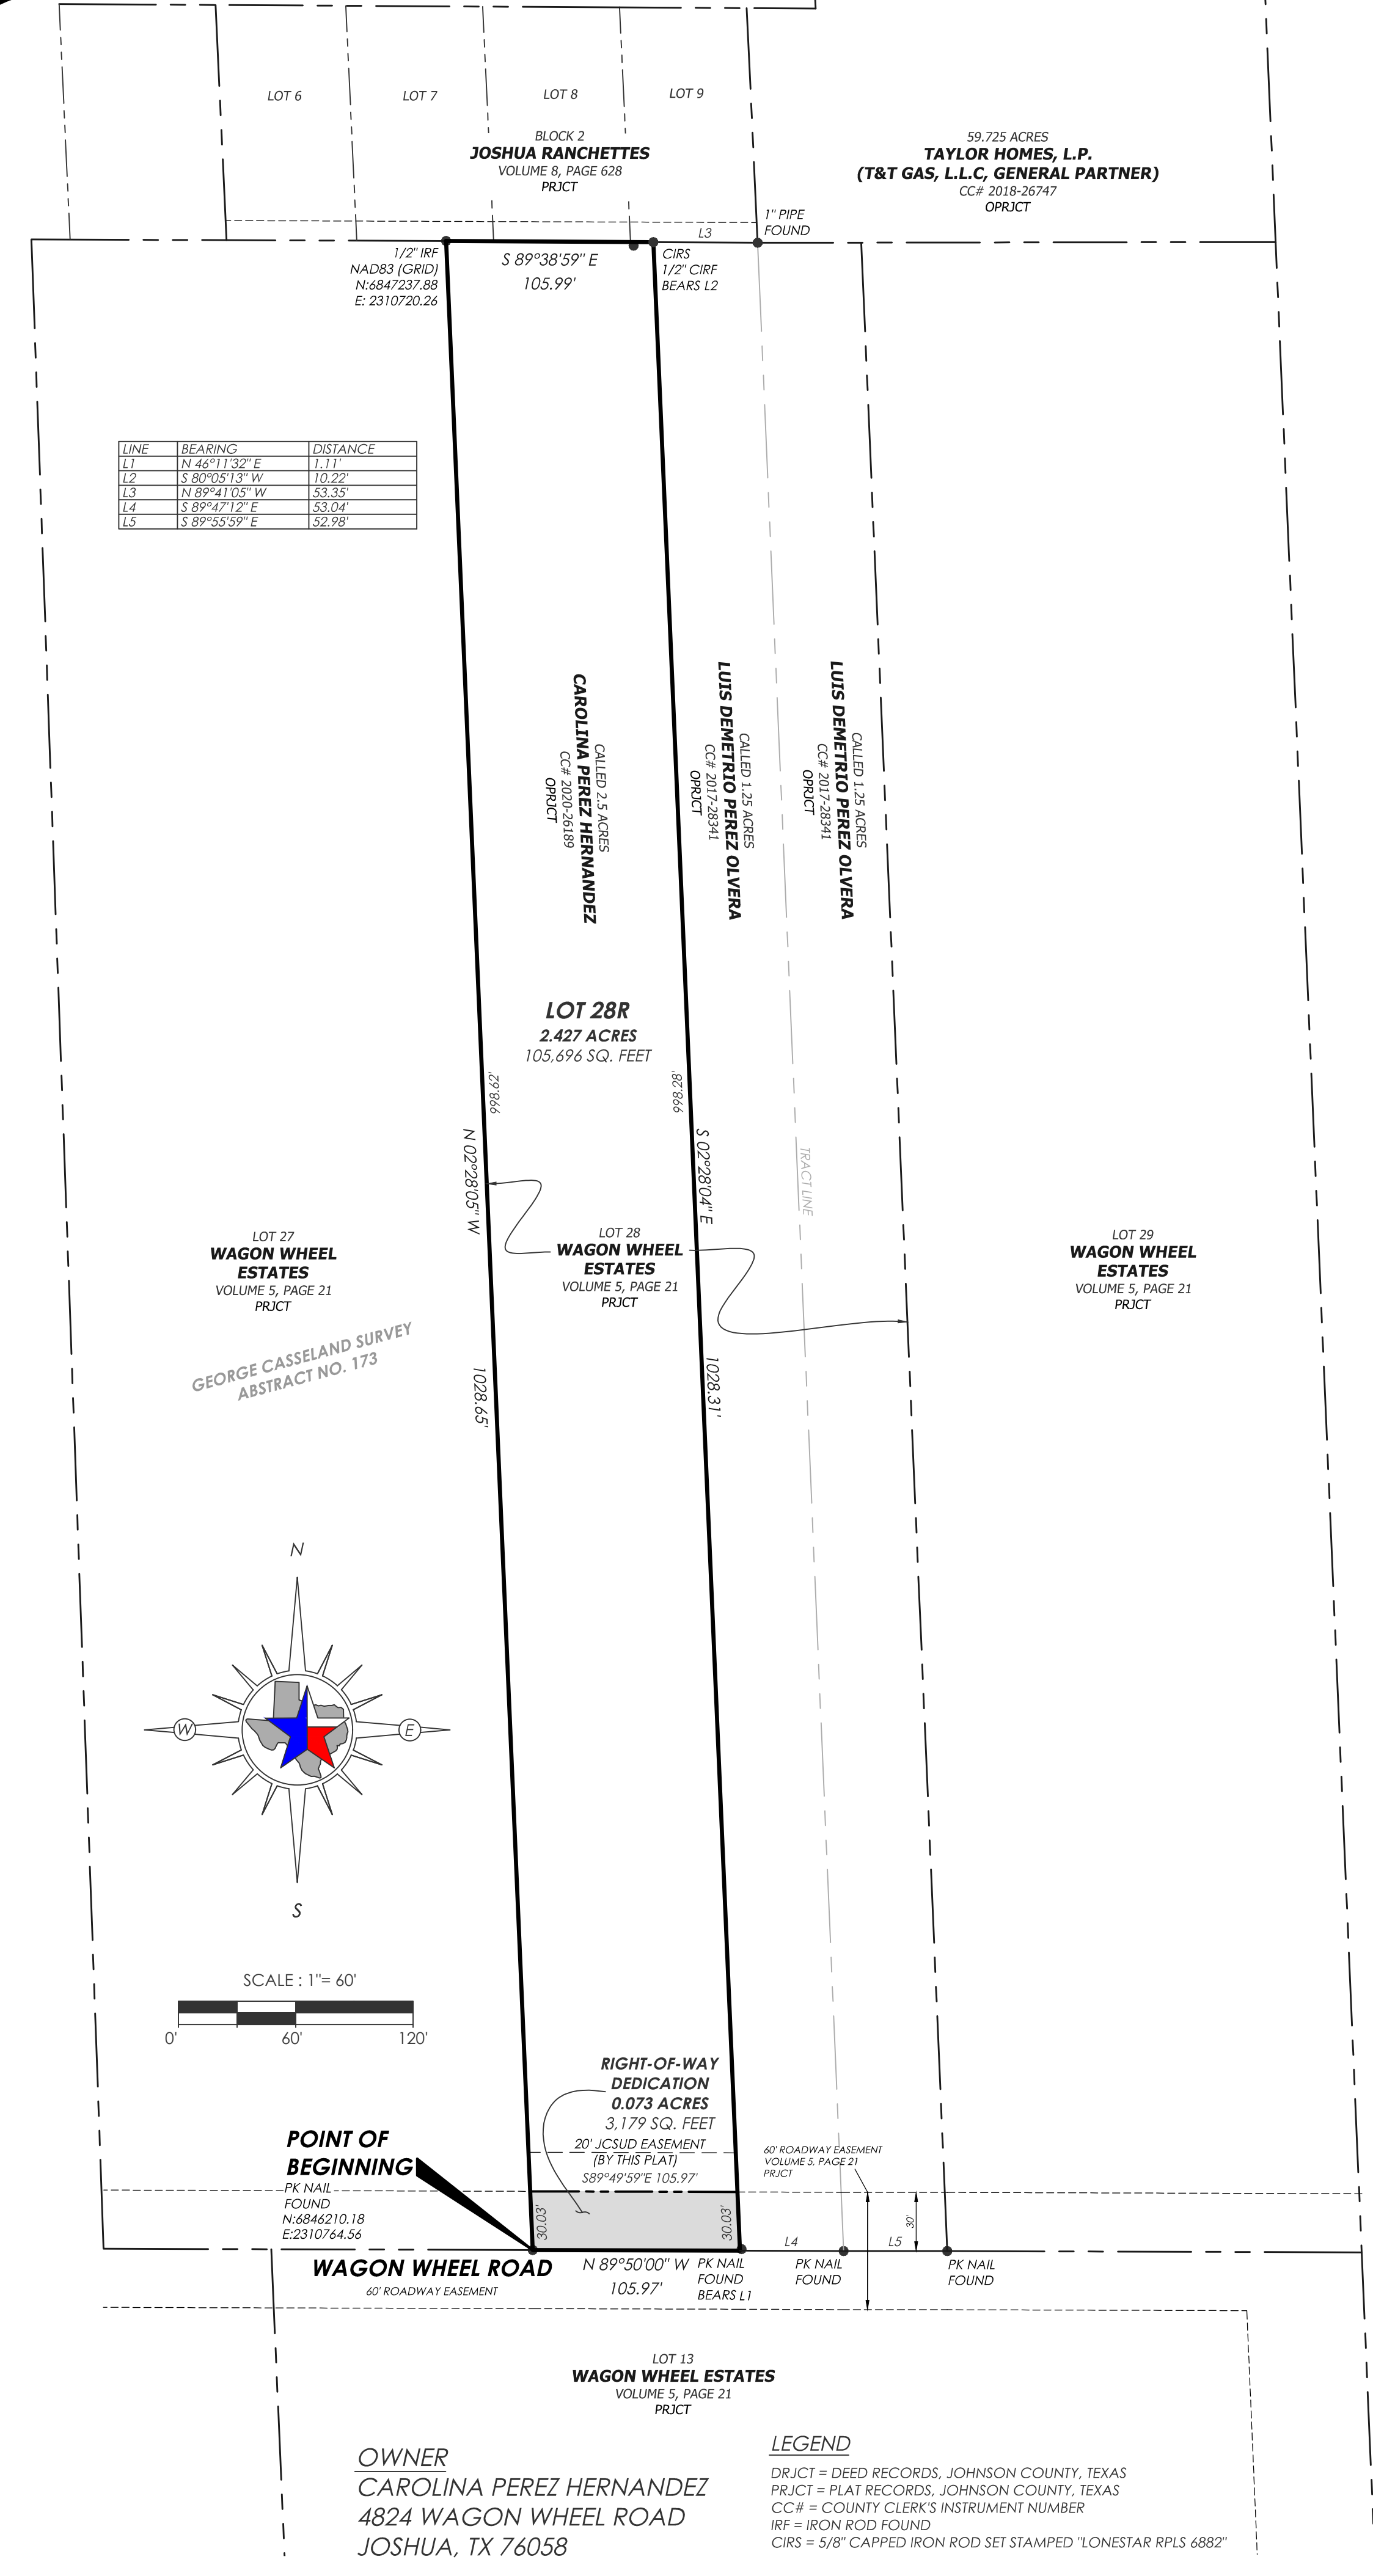 LOT 6
LOT 7
LOT 8
LOT 9
BLOCK 2
JOSHUA RANCHETTES
VOLUME 8, PAGE 628
PRJCT
59.725 ACRES
TAYLOR HOMES, L.P.
(T&T GAS, L.L.C, GENERAL PARTNER)
CC# 2018-26747
OPRJCT
1" PIPE
FOUND
L3
1/2" IRF
NAD83 (GRID)
N:6847237.88
E: 2310720.26
S 89°38'59" E
105.99'
CIRS
1/2" CIRF
BEARS L2
LINE BEARING DISTANCE
L1 N 46°11'32" E 1.11'
L2 S 80°05'13" W 10.22'
L3 N 89°41'05" W 53.35'
L4 S 89°47'12" E 53.04'
L5 S 89°55'59" E 52.98'
CALLED 2.5 ACRES
CAROLINA PEREZ HERNANDEZ
CC# 2020-26189
OPRJCT
CALLED 1.25 ACRES
LUIS DEMETRIO PEREZ OLVERA
CC# 2017-28341
OPRJCT
CALLED 1.25 ACRES
LUIS DEMETRIO PEREZ OLVERA
CC# 2017-28341
OPRJCT
LOT 28R
2.427 ACRES
105,696 SQ. FEET
998.62'
998.28'
N 02°28'05" W
S 02°28'04" E
TRACT LINE
LOT 27
WAGON WHEEL
ESTATES
VOLUME 5, PAGE 21
PRJCT
LOT 28
WAGON WHEEL
ESTATES
VOLUME 5, PAGE 21
PRJCT
LOT 29
WAGON WHEEL
ESTATES
VOLUME 5, PAGE 21
PRJCT
GEORGE CASSELAND SURVEY
ABSTRACT NO. 173
1028.65'
1028.31'
N
W
E
S
SCALE : 1"= 60'
0' 60' 120'
RIGHT-OF-WAY
DEDICATION
0.073 ACRES
3,179 SQ. FEET
20' JCSUD EASEMENT
(BY THIS PLAT)
S89°49'59"E 105.97'
60' ROADWAY EASEMENT
VOLUME 5, PAGE 21
PRJCT
POINT OF
BEGINNING
PK NAIL
FOUND
N:6846210.18
E:2310764.56
30.03'
30.03'
30'
L4
L5
WAGON WHEEL ROAD
60' ROADWAY EASEMENT
N 89°50'00" W
105.97'
PK NAIL
FOUND
BEARS L1
PK NAIL
FOUND
PK NAIL
FOUND
LOT 13
WAGON WHEEL ESTATES
VOLUME 5, PAGE 21
PRJCT
OWNER
CAROLINA PEREZ HERNANDEZ
4824 WAGON WHEEL ROAD
JOSHUA, TX 76058
LEGEND
DRJCT = DEED RECORDS, JOHNSON COUNTY, TEXAS
PRJCT = PLAT RECORDS, JOHNSON COUNTY, TEXAS
CC# = COUNTY CLERK'S INSTRUMENT NUMBER
IRF = IRON ROD FOUND
CIRS = 5/8" CAPPED IRON ROD SET STAMPED "LONESTAR RPLS 6882"